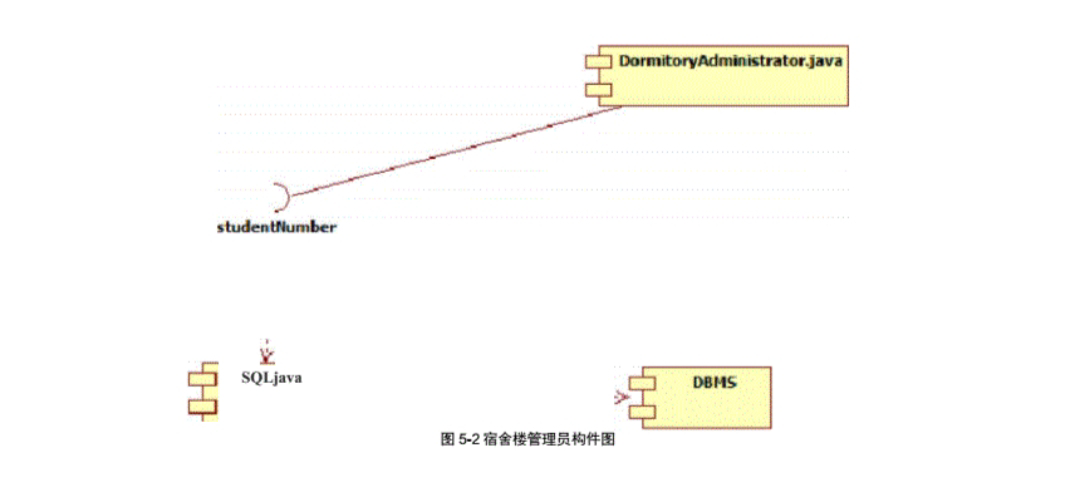 DormitoryAdministrator.java
studentNumber
SQLjava
DBMS
图 5-2 宿舍楼管理员构件图